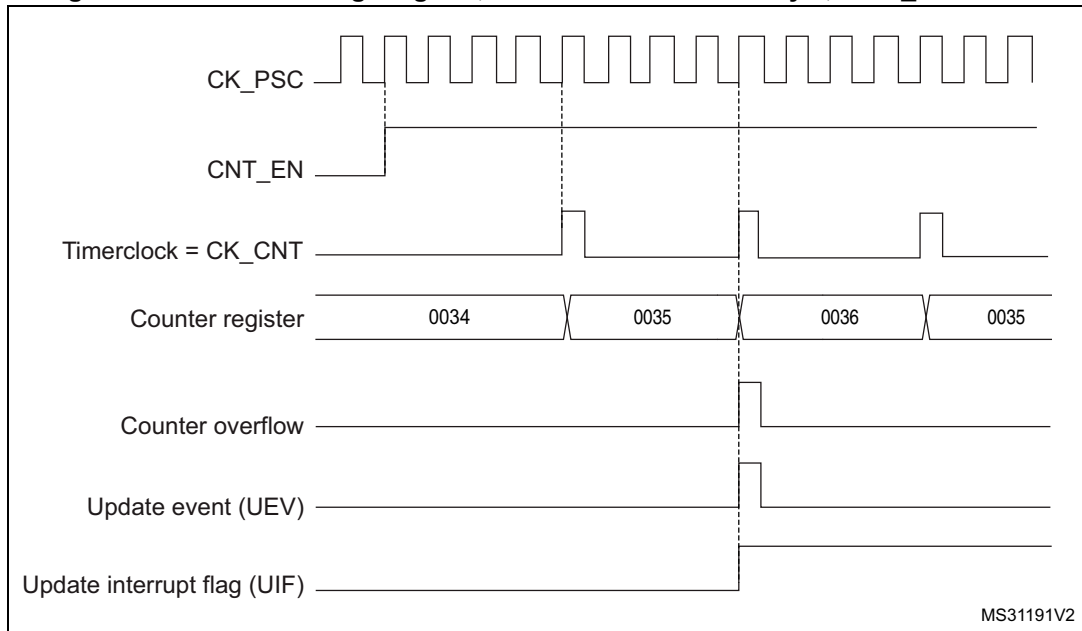 CK_PSC
CNT_EN
Timerclock = CK_CNT
Counter register 0034 0035 0036 0035
Counter overflow
Update event (UEV)
Update interrupt flag (UIF)
MS31191V2